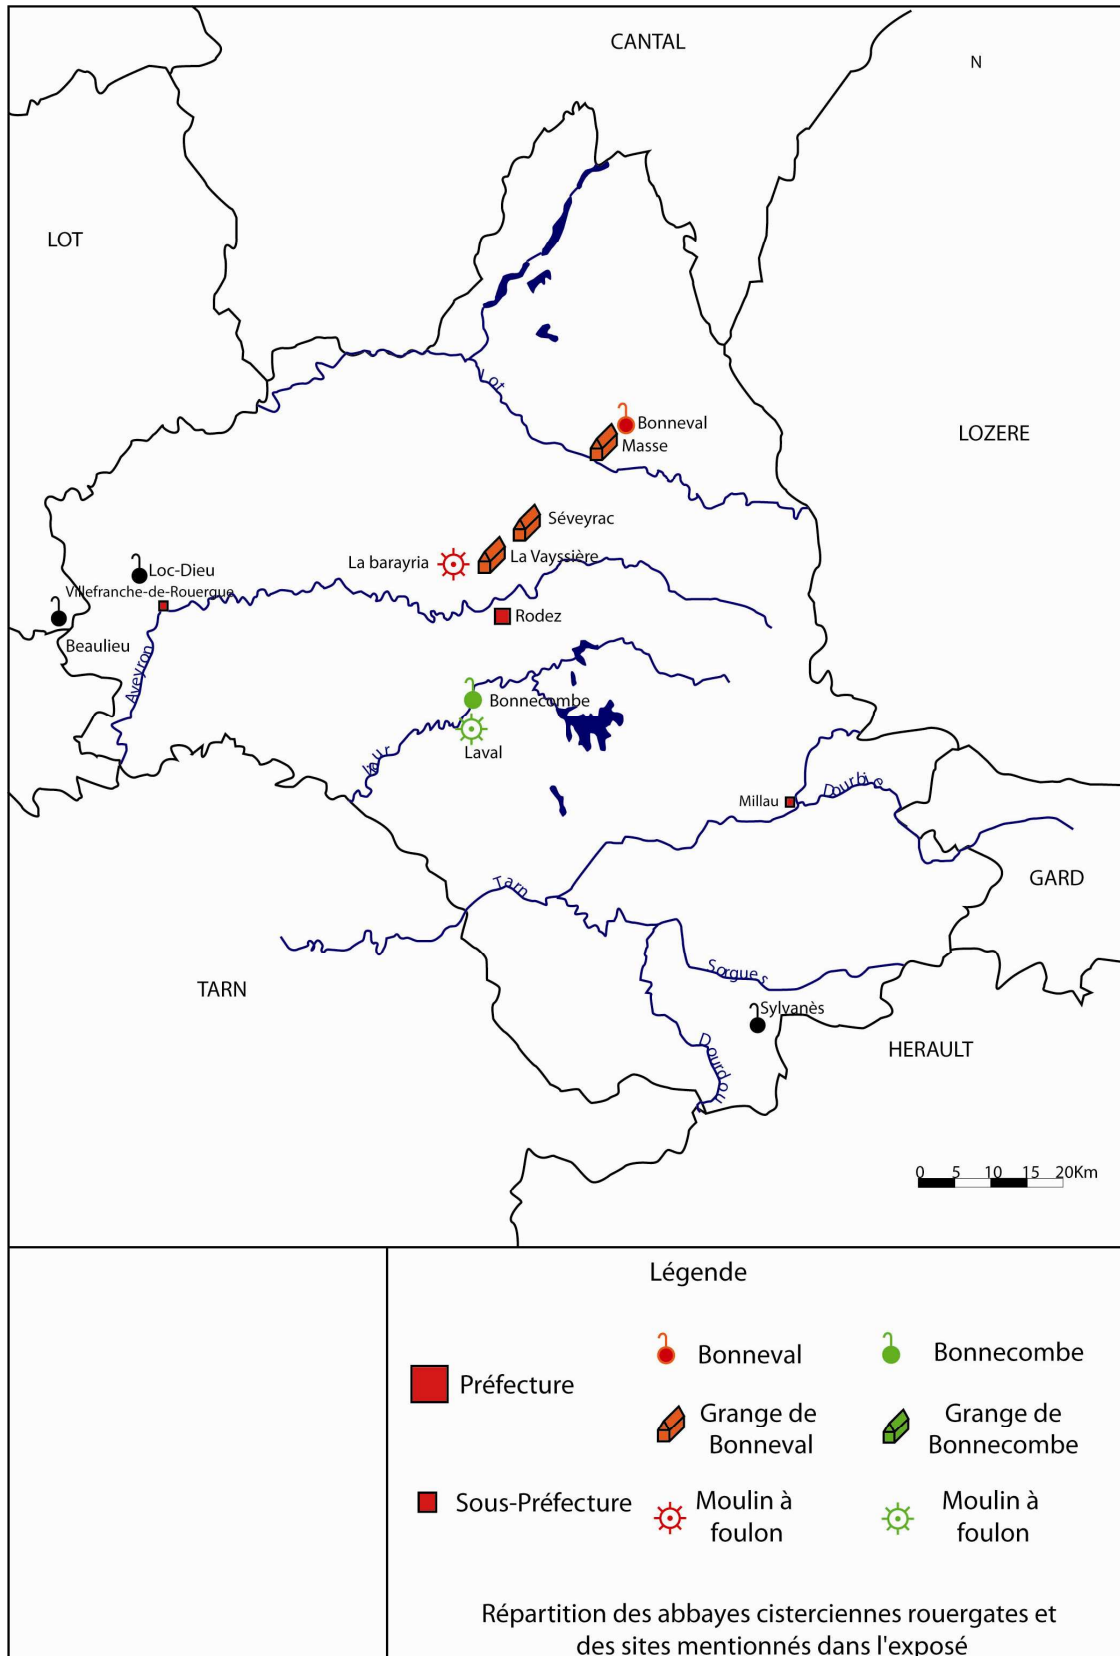 CANTAL
N
LOT
Lot
Bonneval
Masse
LOZERE
Séveyrac
La barayria
La Vayssière
Loc-Dieu
Villefranche-de-Rouergue
Rodez
Beaulieu
Aveyron
Bonnecombe
Laval
Millau
Dourbie
GARD
Tarn
TARN
Sorgues
Sylvanès
HERAULT
Dourdou
0 5 10 15 20Km
Légende
Préfecture
Bonneval
Bonnecombe
Grange de
Bonneval
Grange de
Bonnecombe
Sous-Préfecture
Moulin à
foulon
Moulin à
foulon
Répartition des abbayes cisterciennes rouergates et
des sites mentionnés dans l'exposé